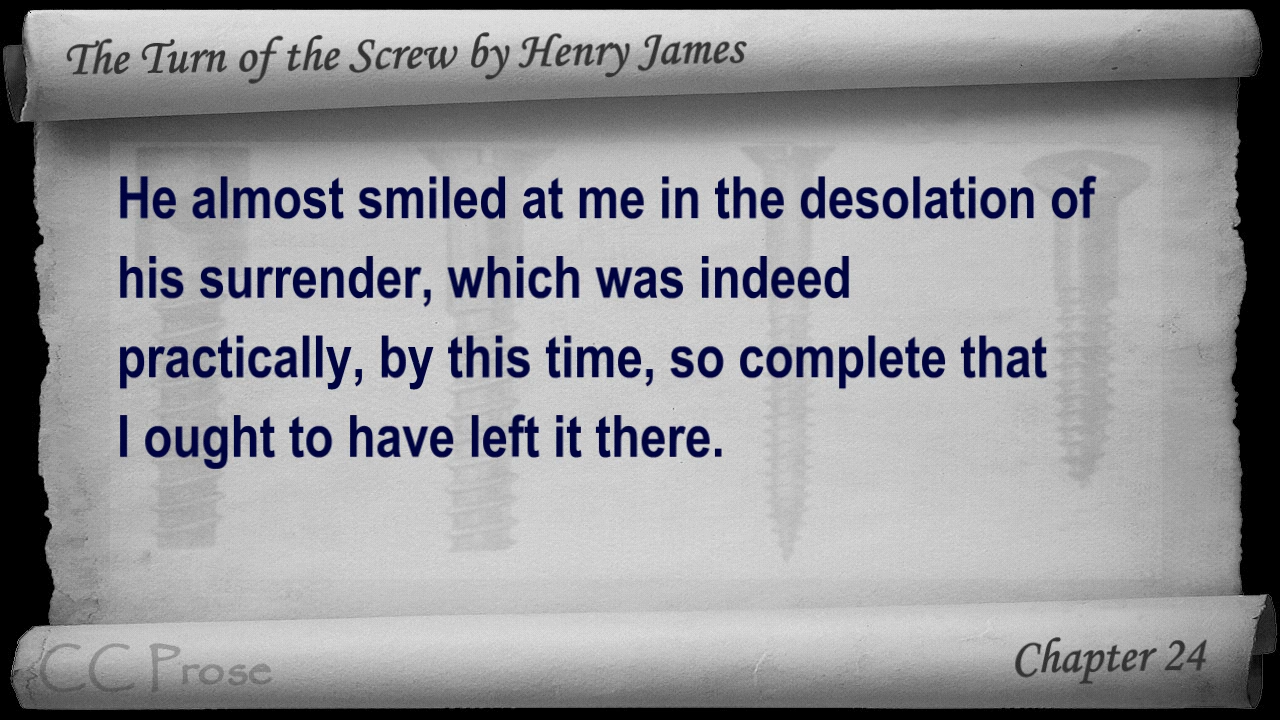 The Turn of the Screw by Henry James
He almost smiled at me in the desolation of
his surrender, which was indeed
practically, by this time, so complete that
I ought to have left it there.
CC Prose
Chapter 24